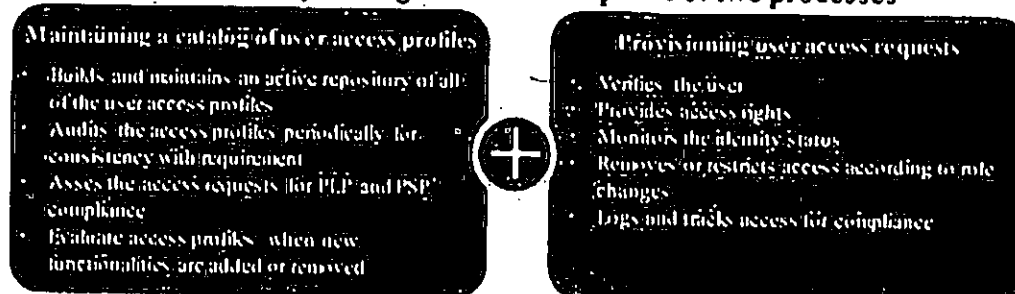 processes
Maintaining a catalog of user access profiles
• Builds and maintains an active repository of all
of the user access profiles
• Audits the access profiles periodically for
consistency with requirement
• Asses the access requests for PLP and PSP
compliance
• Evaluate access profiles when new
functionalities are added or removed
Provisioning user access requests
• Verifies the user
• Provides access rights
• Monitors the identity status
• Removes or restricts access according to role
changes
• Logs and tracks access for compliance